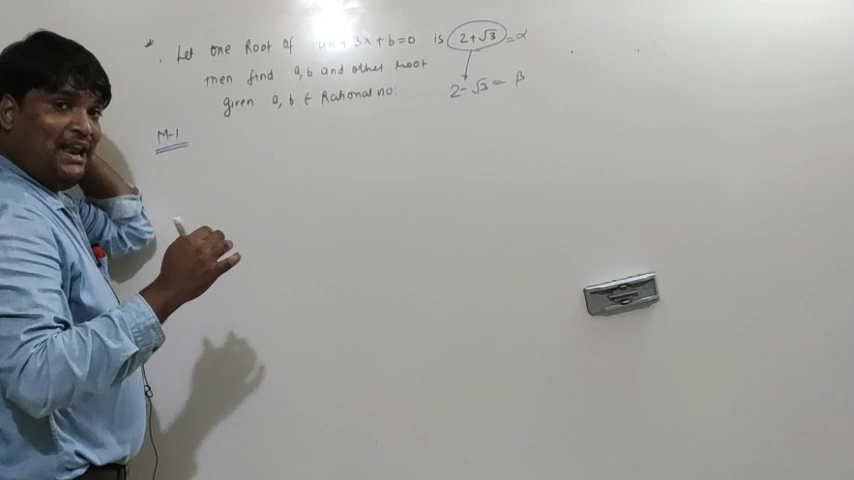 * Let one Root of ax² + 3x + b = 0 is 2+√3 = α
then find a, b and other root
2-√3 = β
given a, b ∈ Rational no.
M-1